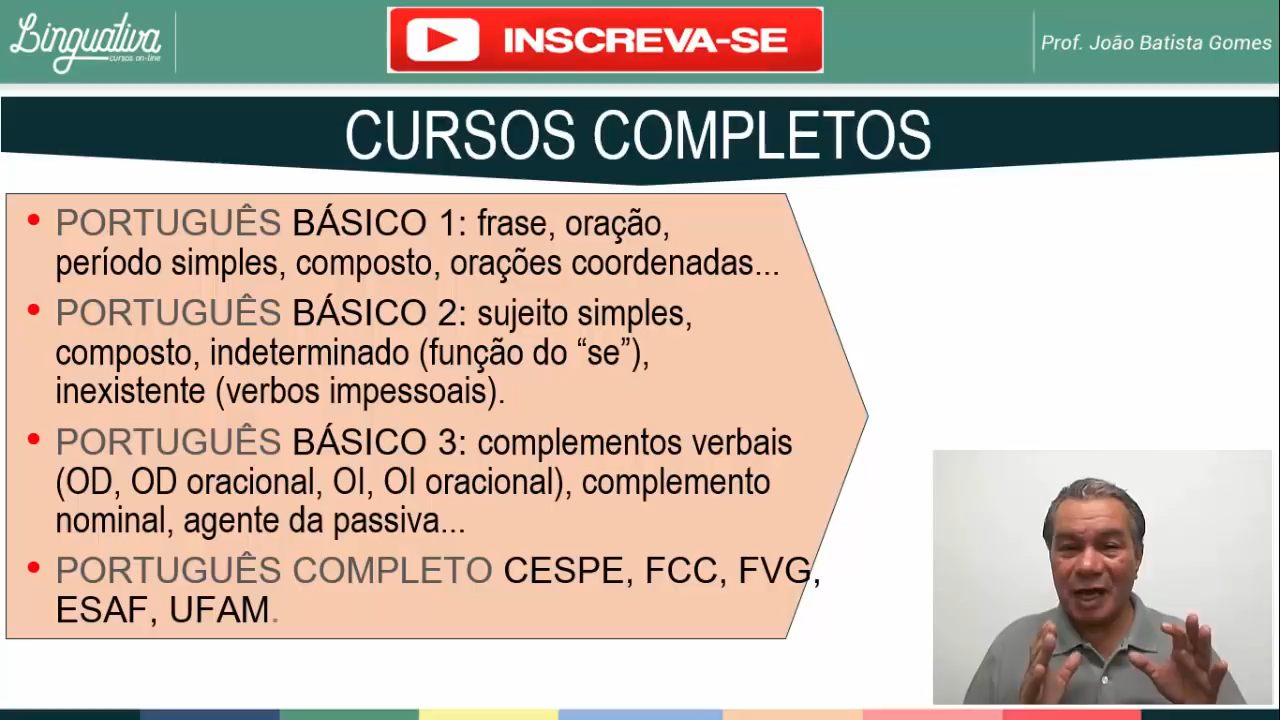 Linguativa
cursos on-line
INSCREVA-SE
Prof. João Batista Gomes
CURSOS COMPLETOS
• PORTUGUÊS BÁSICO 1: frase, oração,
período simples, composto, orações coordenadas...
• PORTUGUÊS BÁSICO 2: sujeito simples,
composto, indeterminado (função do “se”),
inexistente (verbos impessoais).
• PORTUGUÊS BÁSICO 3: complementos verbais
(OD, OD oracional, OI, OI oracional), complemento
nominal, agente da passiva...
• PORTUGUÊS COMPLETO CESPE, FCC, FVG,
ESAF, UFAM.